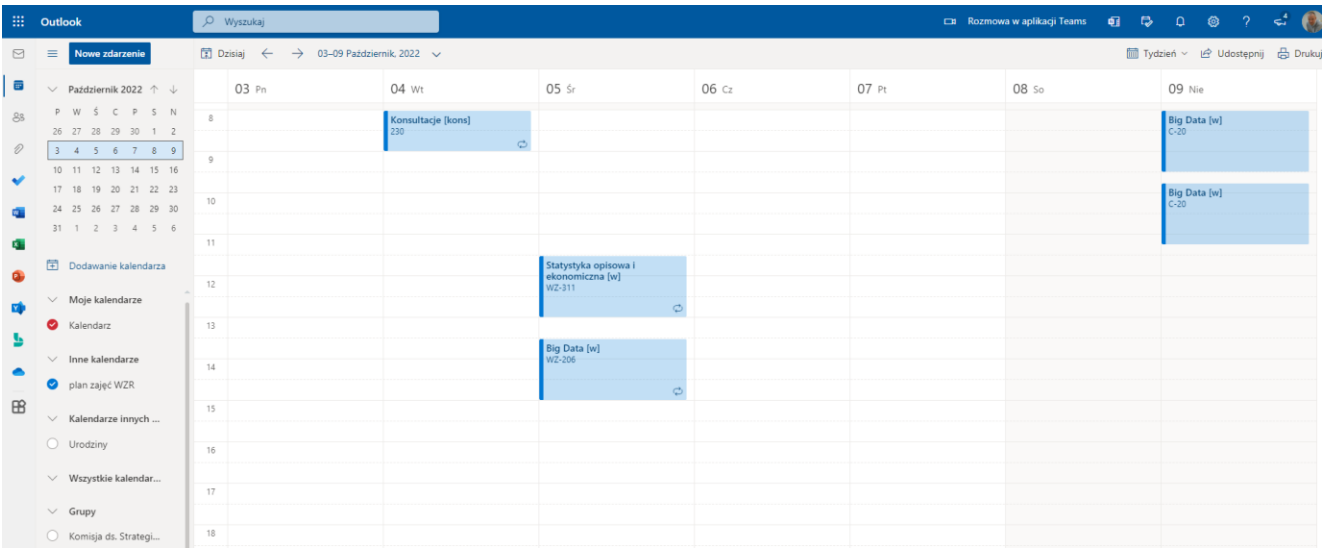 Outlook
Wyszukaj
Rozmowa w aplikacji Teams
4
Nowe zdarzenie
Dzisiaj
03–09 Październik, 2022
Tydzień
Udostępnij
Drukuj
Październik 2022
P W Ś C P S N
26 27 28 29 30 1 2
3 4 5 6 7 8 9
10 11 12 13 14 15 16
17 18 19 20 21 22 23
24 25 26 27 28 29 30
31 1 2 3 4 5 6
Dodawanie kalendarza
Moje kalendarze
Kalendarz
Inne kalendarze
plan zajęć WZR
Kalendarze innych ...
Urodziny
Wszystkie kalendar...
Grupy
Komisja ds. Strategi...
03 Pn
04 Wt
05 Śr
06 Cz
07 Pt
08 So
09 Nie
8
9
10
11
12
13
14
15
16
17
18
Konsultacje [kons]
230
Statystyka opisowa i
ekonomiczna [w]
WZ-311
Big Data [w]
WZ-206
Big Data [w]
C-20
Big Data [w]
C-20